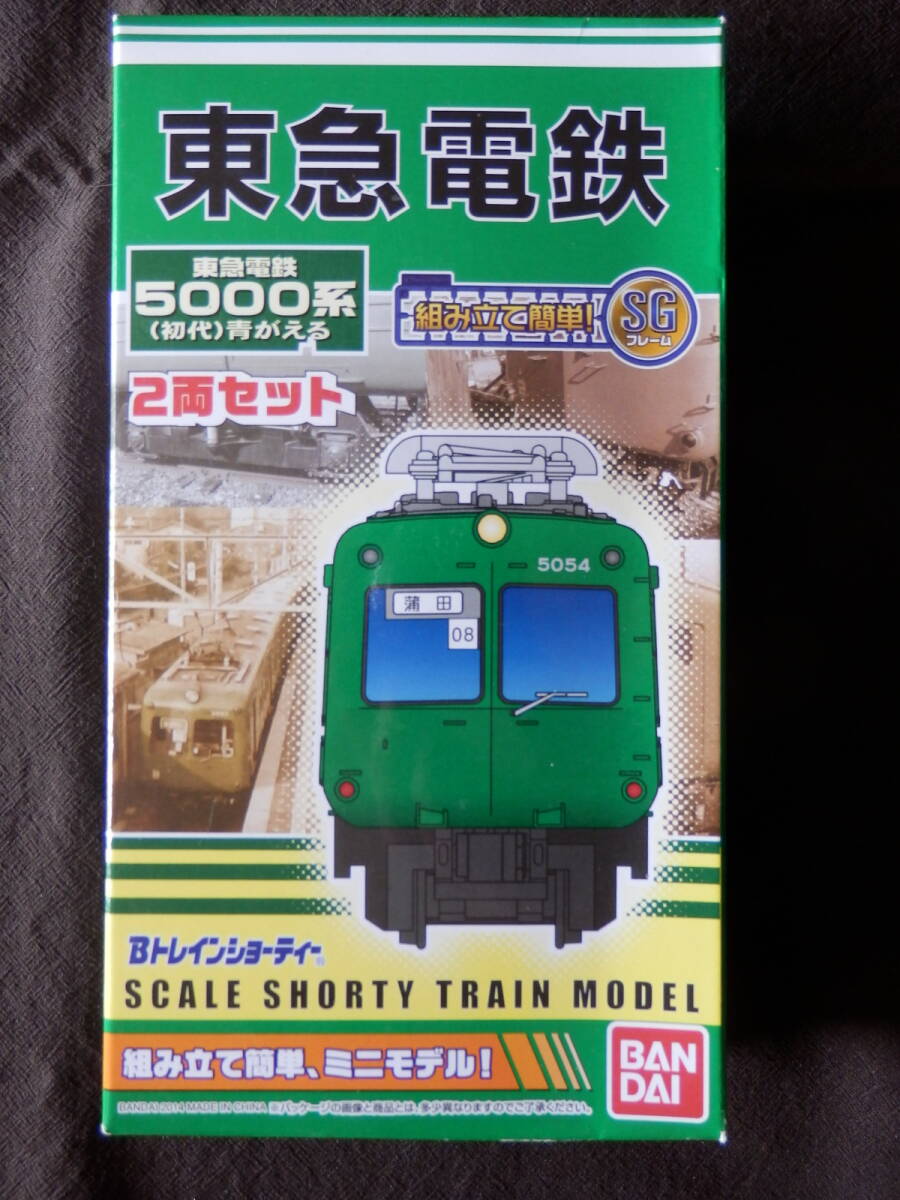 東急電鉄
東急電鉄
5000系
(初代)青がえる
組み立て簡単!
SG
フレーム
2両セット
5054
蒲田
08
Bトレインショーティー®
SCALE SHORTY TRAIN MODEL
組み立て簡単、ミニモデル!
BAN
DAI
©BANDAI 2014 MADE IN CHINA ※パッケージの画像と商品とは、多少異なりますのでご了承ください。